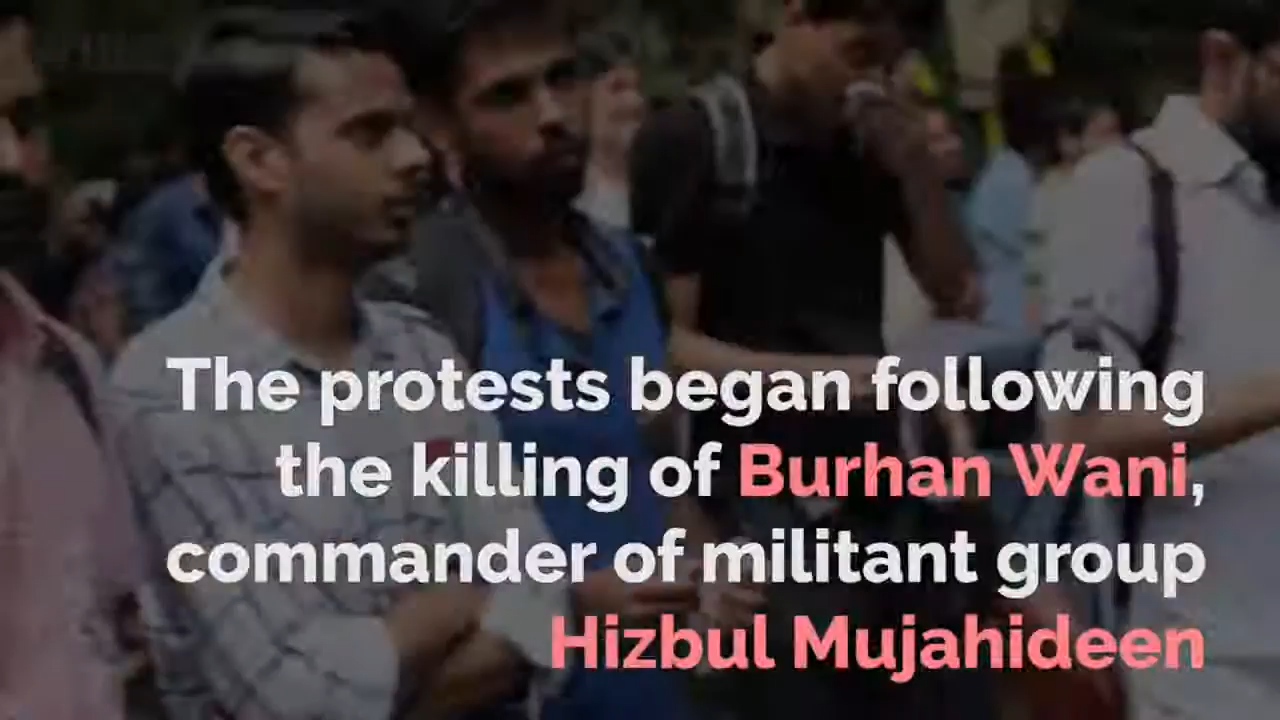 The protests began following
the killing of Burhan Wani,
commander of militant group
Hizbul Mujahideen